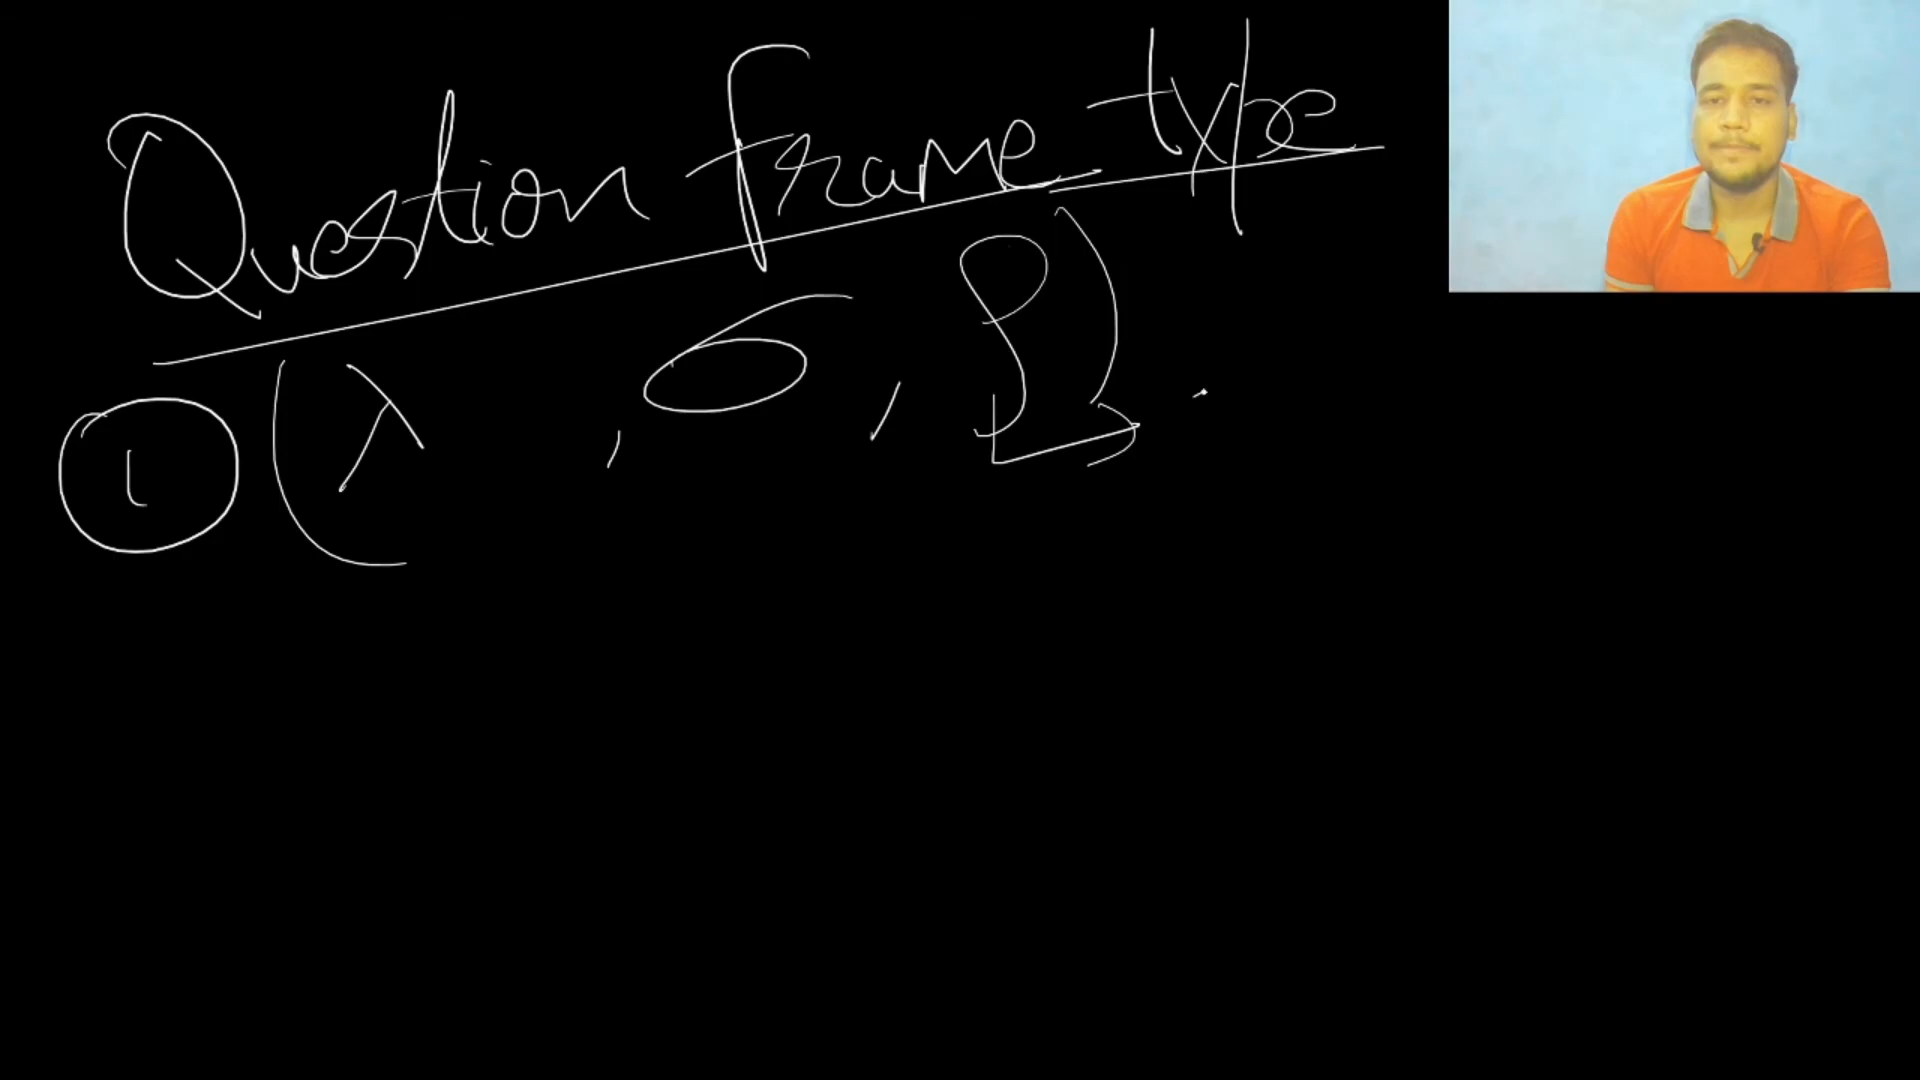 Question frame type
① (λ , σ , ρ) .